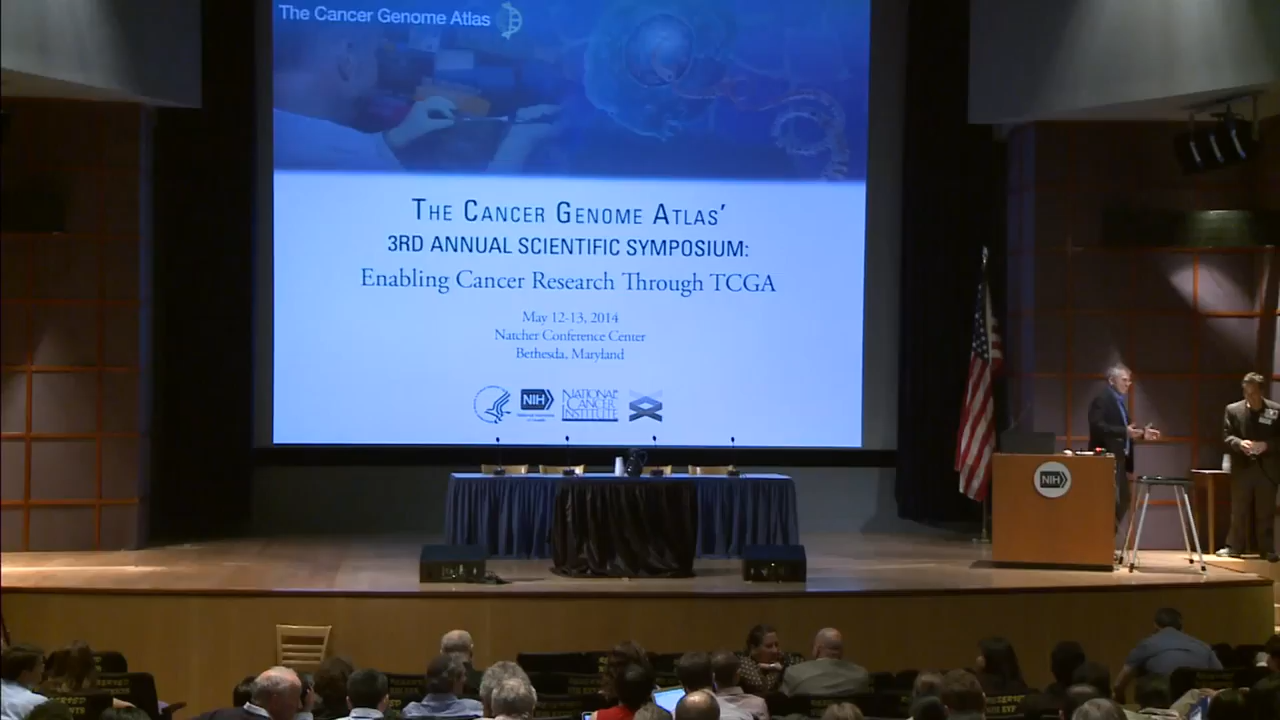 The Cancer Genome Atlas
THE CANCER GENOME ATLAS'
3RD ANNUAL SCIENTIFIC SYMPOSIUM:
Enabling Cancer Research Through TCGA
May 12-13, 2014
Natcher Conference Center
Bethesda, Maryland
NIH
NATIONAL
CANCER
INSTITUTE
NIH
RESERVED